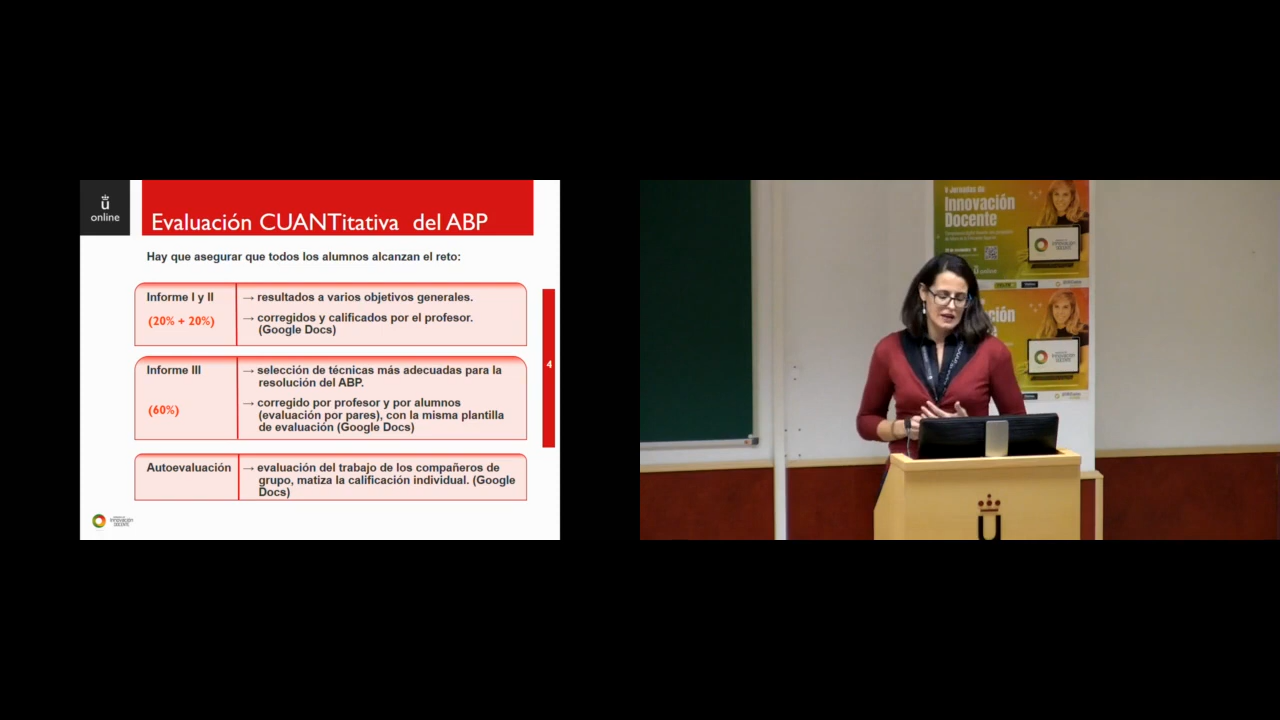 ü
online
Evaluación CUANTitativa del ABP
Hay que asegurar que todos los alumnos alcanzan el reto:
Informe I y II
(20% + 20%)
→ resultados a varios objetivos generales.
→ corregidos y calificados por el profesor.
(Google Docs)
Informe III
(60%)
→ selección de técnicas más adecuadas para la
resolución del ABP.
→ corregido por profesor y por alumnos
(evaluación por pares), con la misma plantilla
de evaluación (Google Docs)
Autoevaluación
→ evaluación del trabajo de los compañeros de
grupo, matiza la calificación individual. (Google
Docs)
4
innovación
docente
V Jornadas de
Innovación
Docente